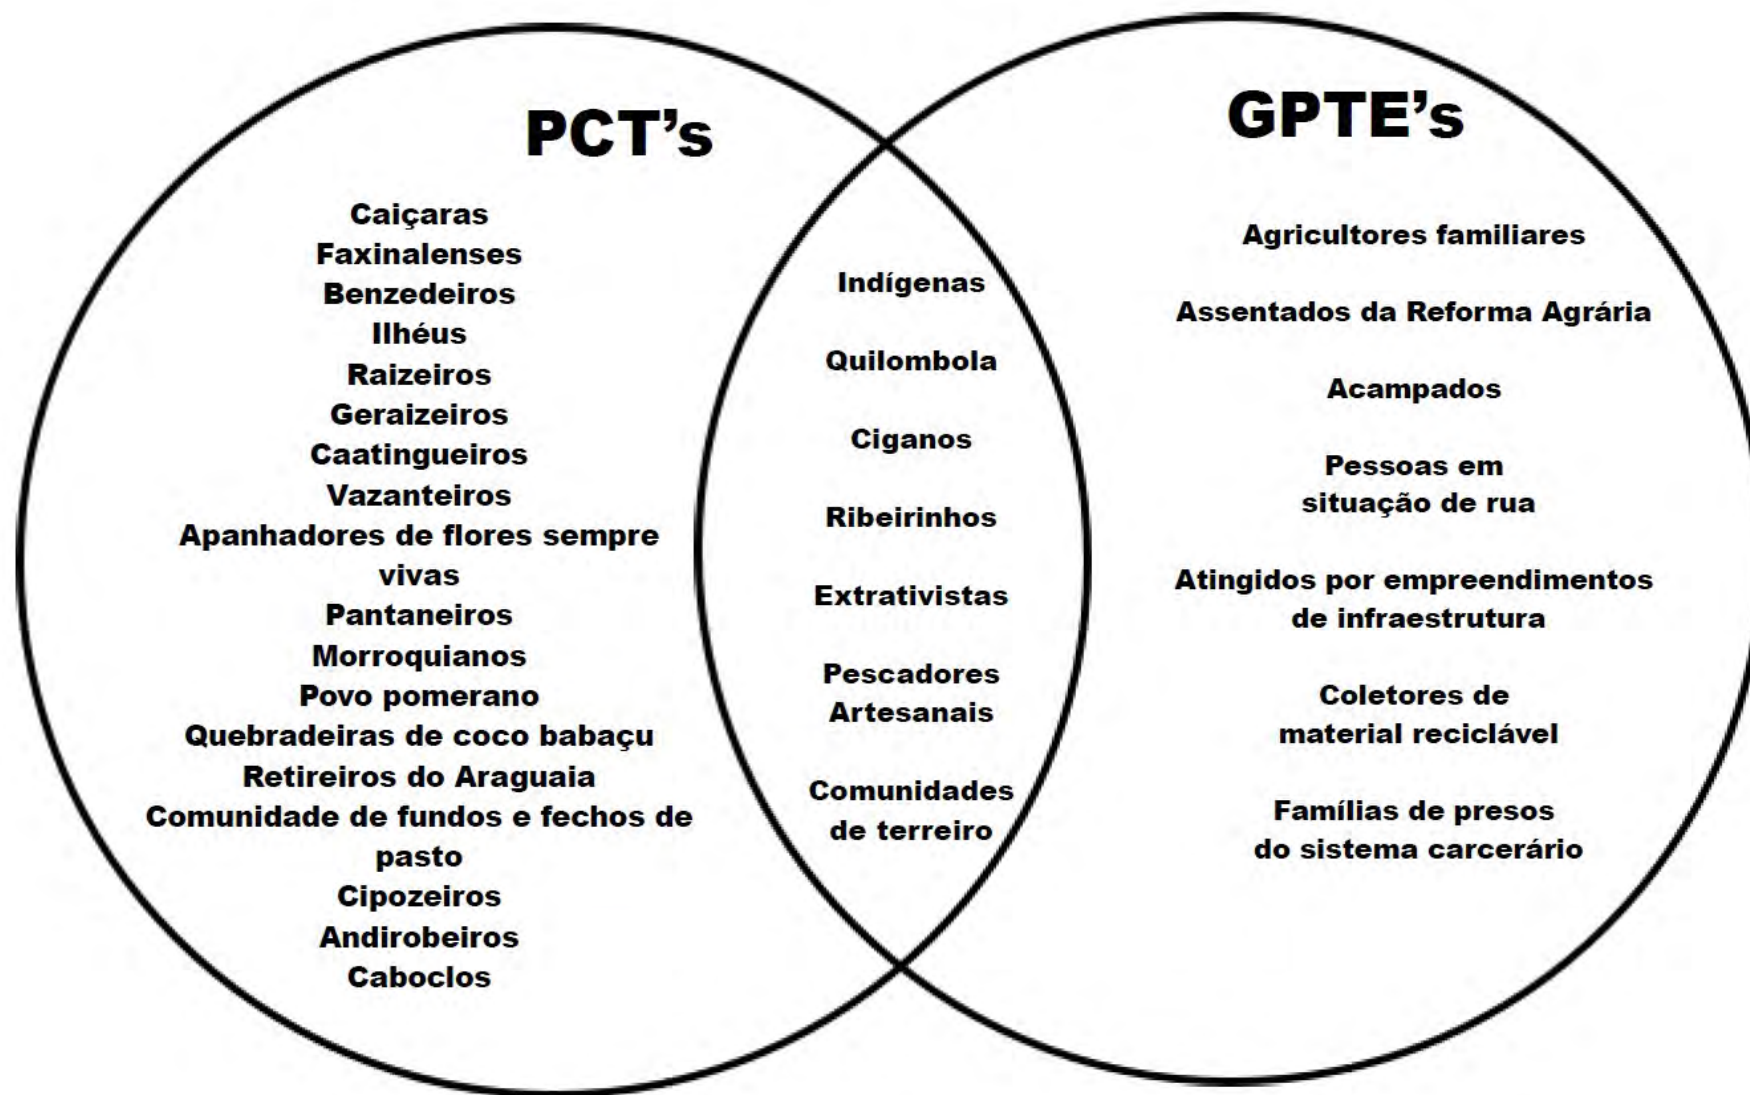 PCT's
Caiçaras
Faxinalenses
Benzedeiros
Ilhéus
Raizeiros
Geraizeiros
Caatingueiros
Vazanteiros
Apanhadores de flores sempre
vivas
Pantaneiros
Morroquianos
Povo pomerano
Quebradeiras de coco babaçu
Retireiros do Araguaia
Comunidade de fundos e fechos de
pasto
Cipozeiros
Andirobeiros
Caboclos
Indígenas
Quilombola
Ciganos
Ribeirinhos
Extrativistas
Pescadores
Artesanais
Comunidades
de terreiro
GPTE's
Agricultores familiares
Assentados da Reforma Agrária
Acampados
Pessoas em
situação de rua
Atingidos por empreendimentos
de infraestrutura
Coletores de
material reciclável
Famílias de presos
do sistema carcerário